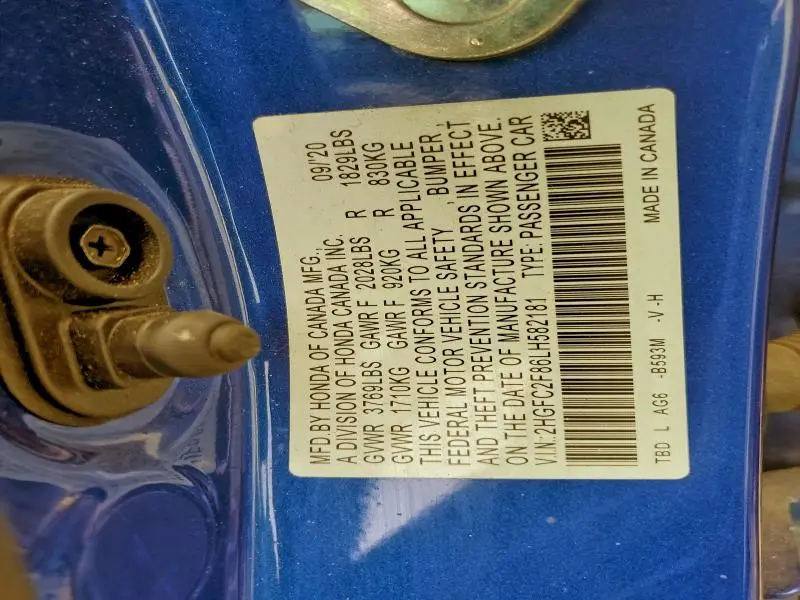 MFD.BY HONDA OF CANADA MFG., 09/'20
A DIVISION OF HONDA CANADA INC.
GVWR 3769LBS GAWR F 2028LBS R 1829LBS
GVWR 1710KG GAWR F 920KG R 830KG
THIS VEHICLE CONFORMS TO ALL APPLICABLE
FEDERAL MOTOR VEHICLE SAFETY , BUMPER ,
AND THEFT PREVENTION STANDARDS IN EFFECT
ON THE DATE OF MANUFACTURE SHOWN ABOVE.
V.I.N.:2HGFC2F86LH582181 TYPE: PASSENGER CAR
TBD L AG6 -B593M -V -H MADE IN CANADA